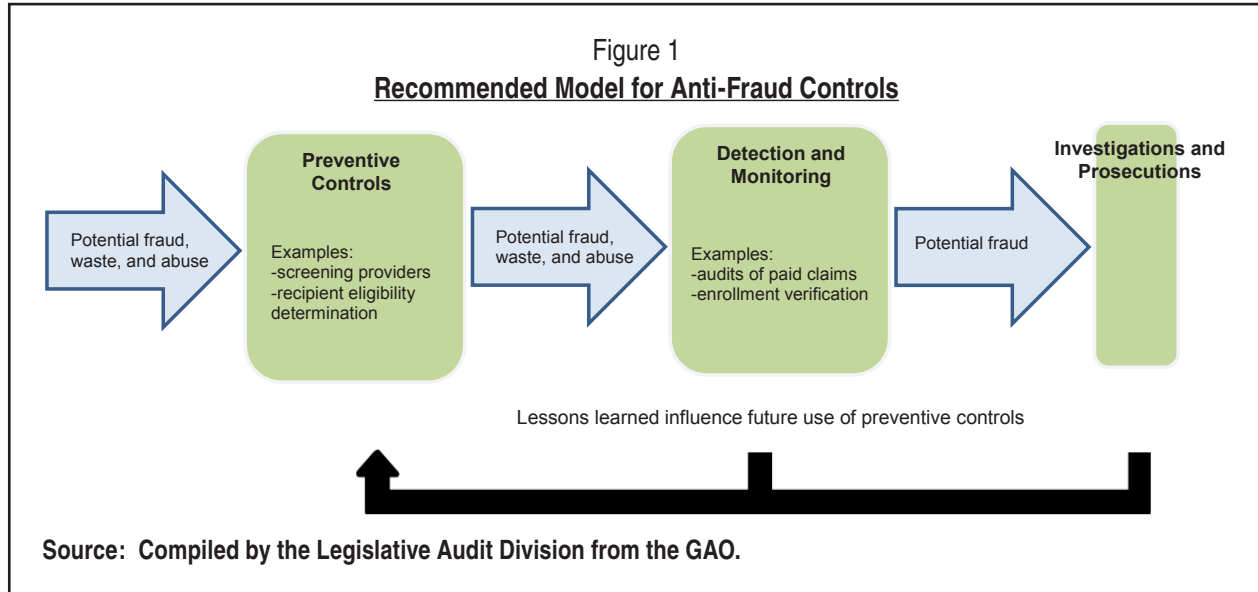 Figure 1
Recommended Model for Anti-Fraud Controls
Potential fraud,
waste, and abuse
Preventive
Controls
Examples:
-screening providers
-recipient eligibility
determination
Potential fraud,
waste, and abuse
Detection and
Monitoring
Examples:
-audits of paid claims
-enrollment verification
Potential fraud
Investigations and
Prosecutions
Lessons learned influence future use of preventive controls
Source: Compiled by the Legislative Audit Division from the GAO.